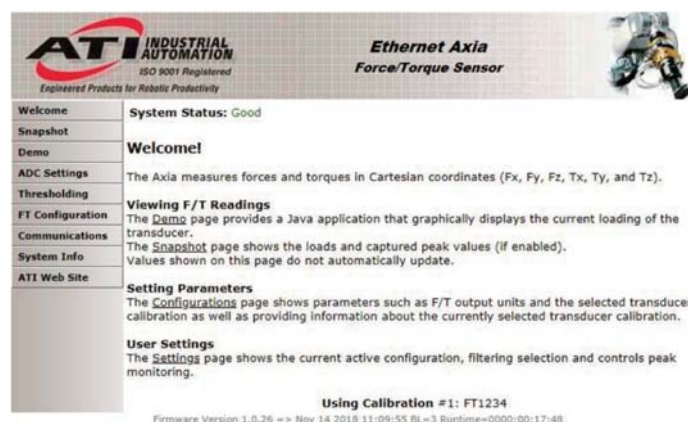 ATI INDUSTRIAL
AUTOMATION
ISO 9001 Registered
Engineered Products for Robotic Productivity
Ethernet Axia
Force/Torque Sensor
Welcome
Snapshot
Demo
ADC Settings
Thresholding
FT Configuration
Communications
System Info
ATI Web Site
System Status: Good
Welcome!
The Axia measures forces and torques in Cartesian coordinates (Fx, Fy, Fz, Tx, Ty, and Tz).
Viewing F/T Readings
The Demo page provides a Java application that graphically displays the current loading of the
transducer.
The Snapshot page shows the loads and captured peak values (if enabled).
Values shown on this page do not automatically update.
Setting Parameters
The Configurations page shows parameters such as F/T output units and the selected transduce
calibration as well as providing information about the currently selected transducer calibration.
User Settings
The Settings page shows the current active configuration, filtering selection and controls peak
monitoring.
Using Calibration #1: FT1234
Firmware Version 1.0.26 => Nov 14 2018 11:09:55 BL=3 Runtime=0000:00:17:48